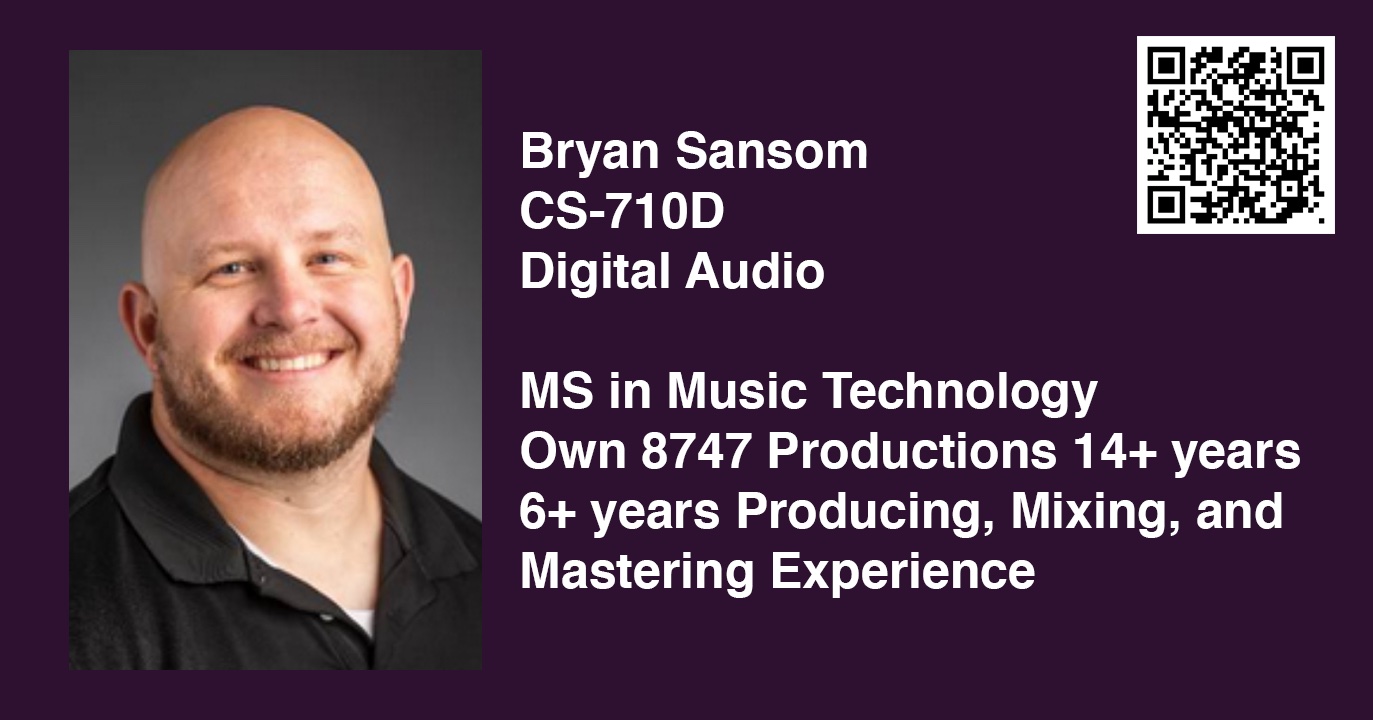 Bryan Sansom
CS-710D
Digital Audio
MS in Music Technology
Own 8747 Productions 14+ years
6+ years Producing, Mixing, and
Mastering Experience